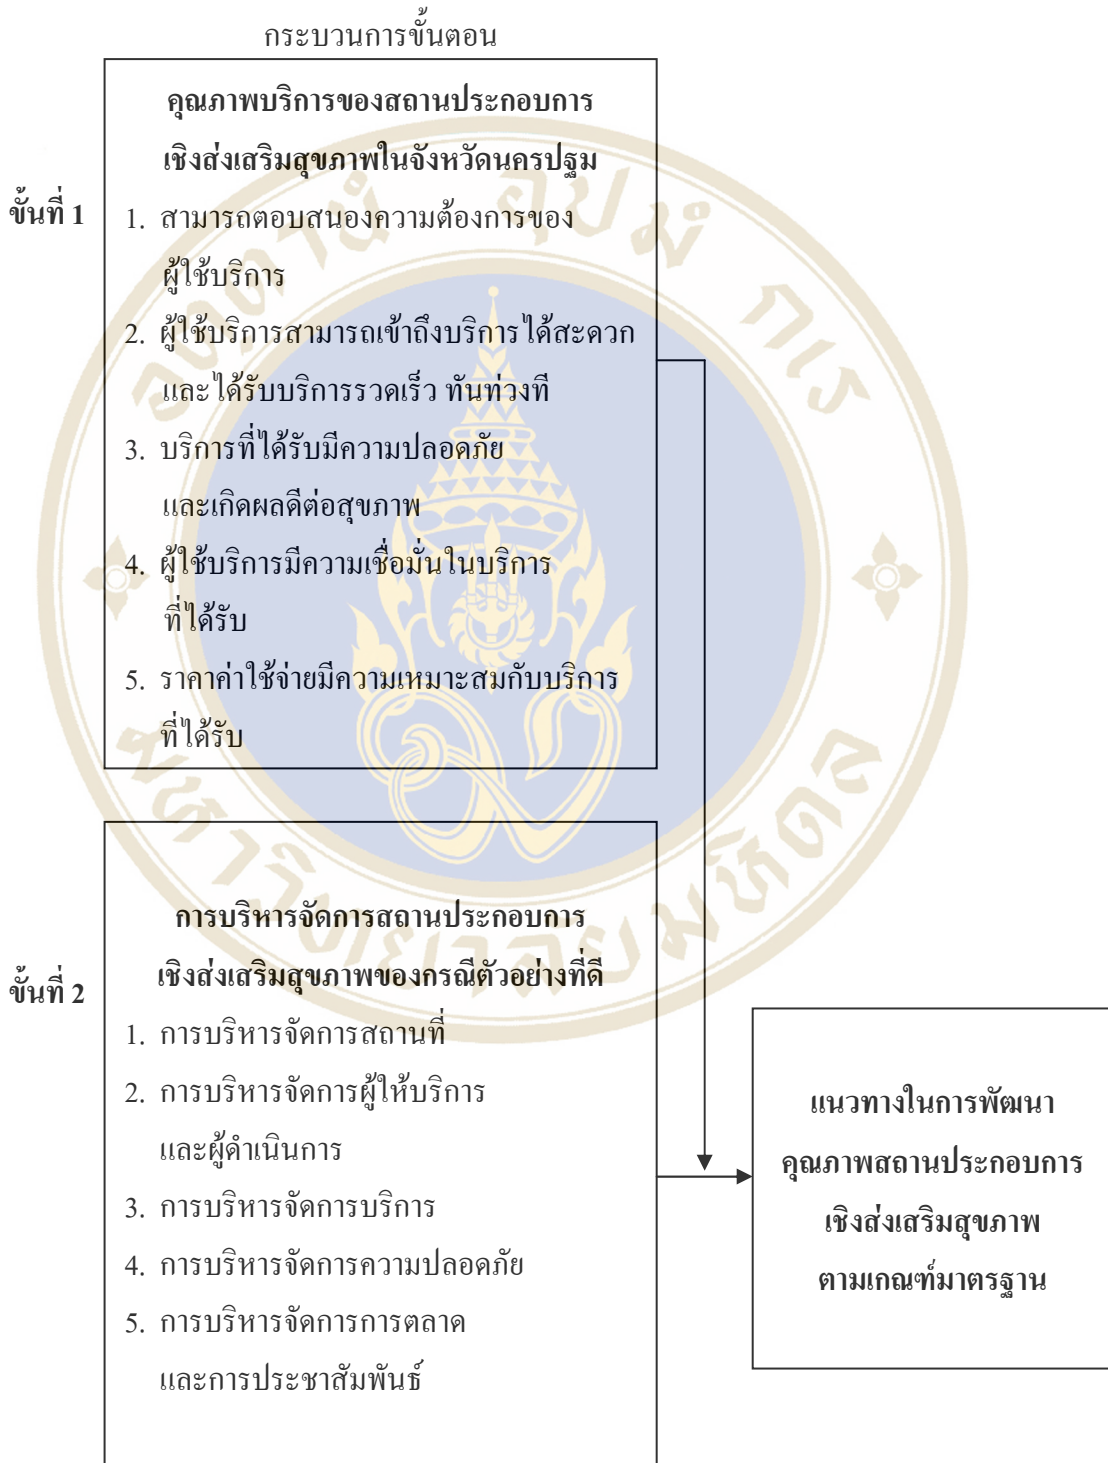 กระบวนการขั้นตอน
คุณภาพบริการของสถานประกอบการ
เชิงส่งเสริมสุขภาพในจังหวัดนครปฐม
ขั้นที่ 1
1. สามารถตอบสนองความต้องการของ
ผู้ใช้บริการ
2. ผู้ใช้บริการสามารถเข้าถึงบริการได้สะดวก
และได้รับบริการรวดเร็ว ทันท่วงที
3. บริการที่ได้รับมีความปลอดภัย
และเกิดผลดีต่อสุขภาพ
4. ผู้ใช้บริการมีความเชื่อมั่นในบริการ
ที่ได้รับ
5. ราคาค่าใช้จ่ายมีความเหมาะสมกับบริการ
ที่ได้รับ
การบริหารจัดการสถานประกอบการ
เชิงส่งเสริมสุขภาพของกรณีตัวอย่างที่ดี
ขั้นที่ 2
1. การบริหารจัดการสถานที่
2. การบริหารจัดการผู้ให้บริการ
และผู้ดำเนินการ
3. การบริหารจัดการบริการ
4. การบริหารจัดการความปลอดภัย
5. การบริหารจัดการการตลาด
และการประชาสัมพันธ์
แนวทางในการพัฒนา
คุณภาพสถานประกอบการ
เชิงส่งเสริมสุขภาพ
ตามเกณฑ์มาตรฐาน
อตฺตานํ อุปมํ กเร
มหาวิทยาลัยมหิดล